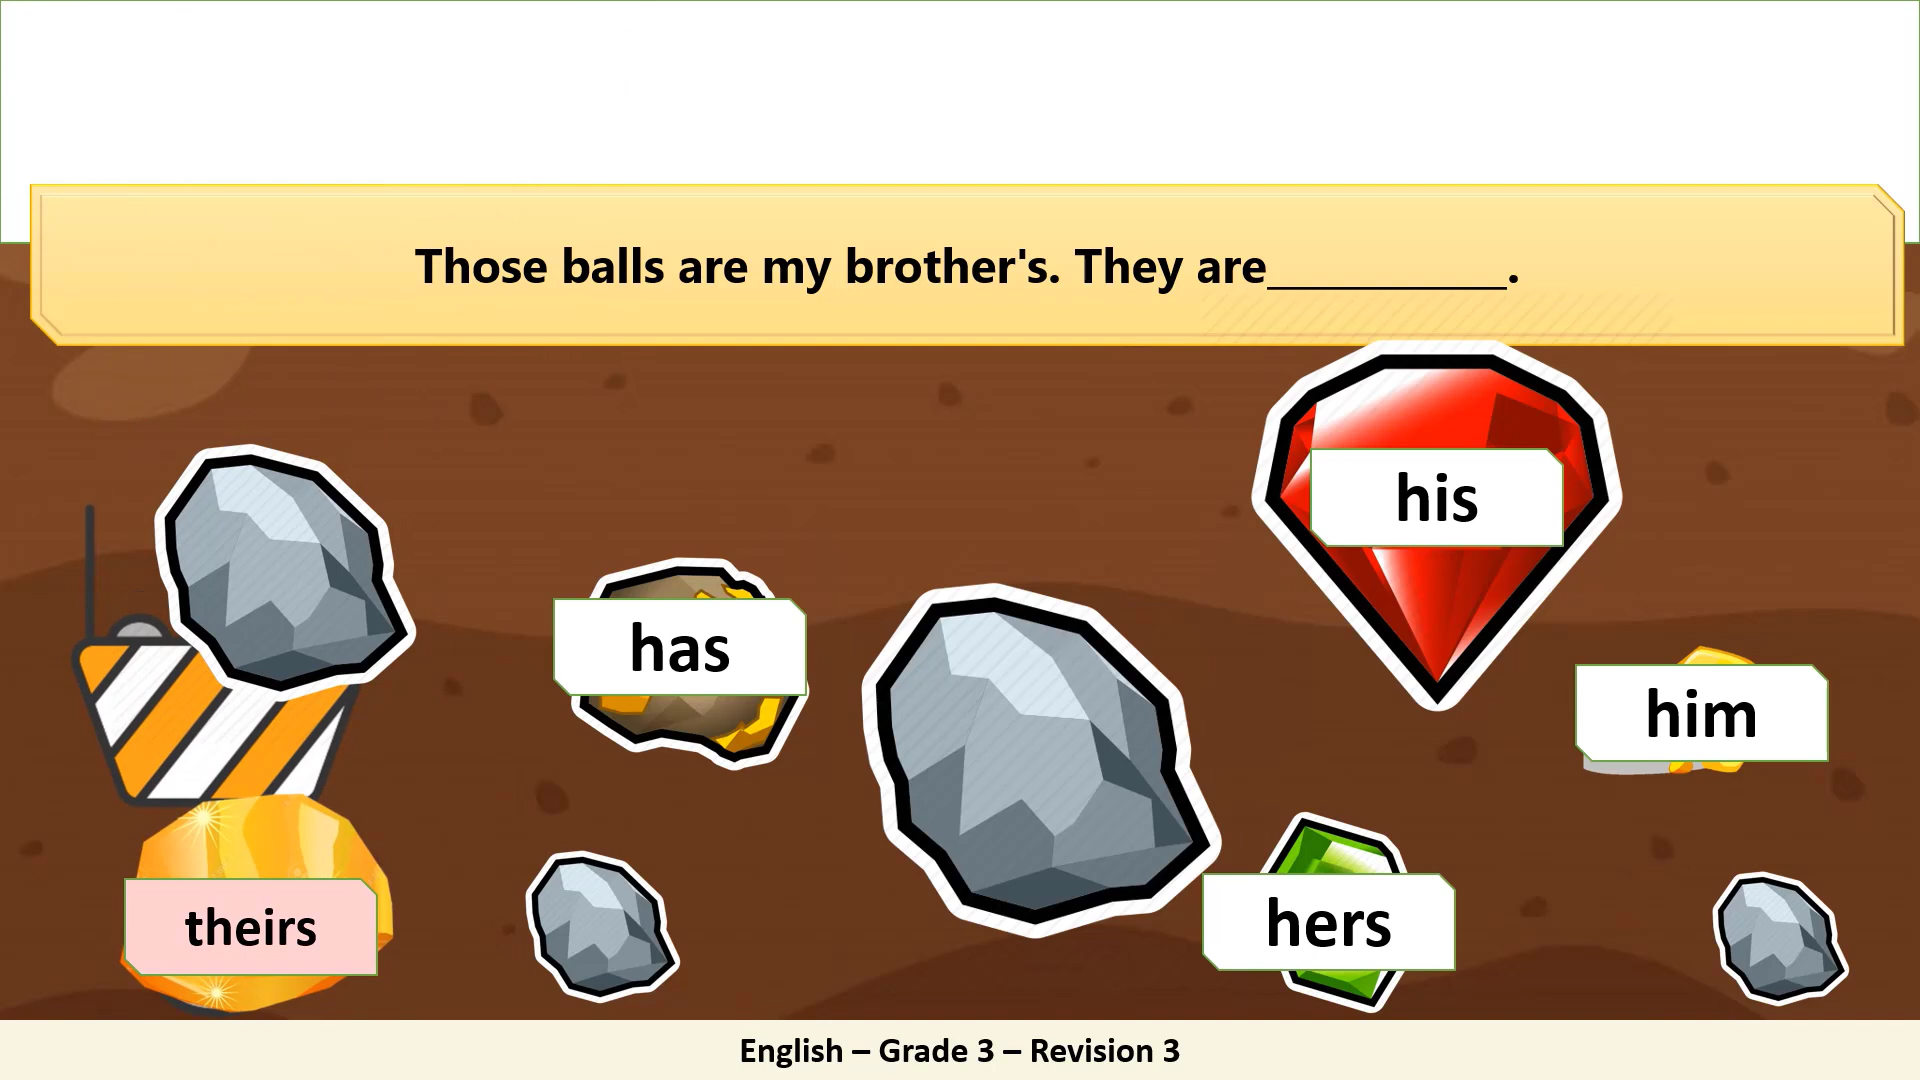 Those balls are my brother's. They are__________.
his
has
him
theirs
hers
English – Grade 3 – Revision 3